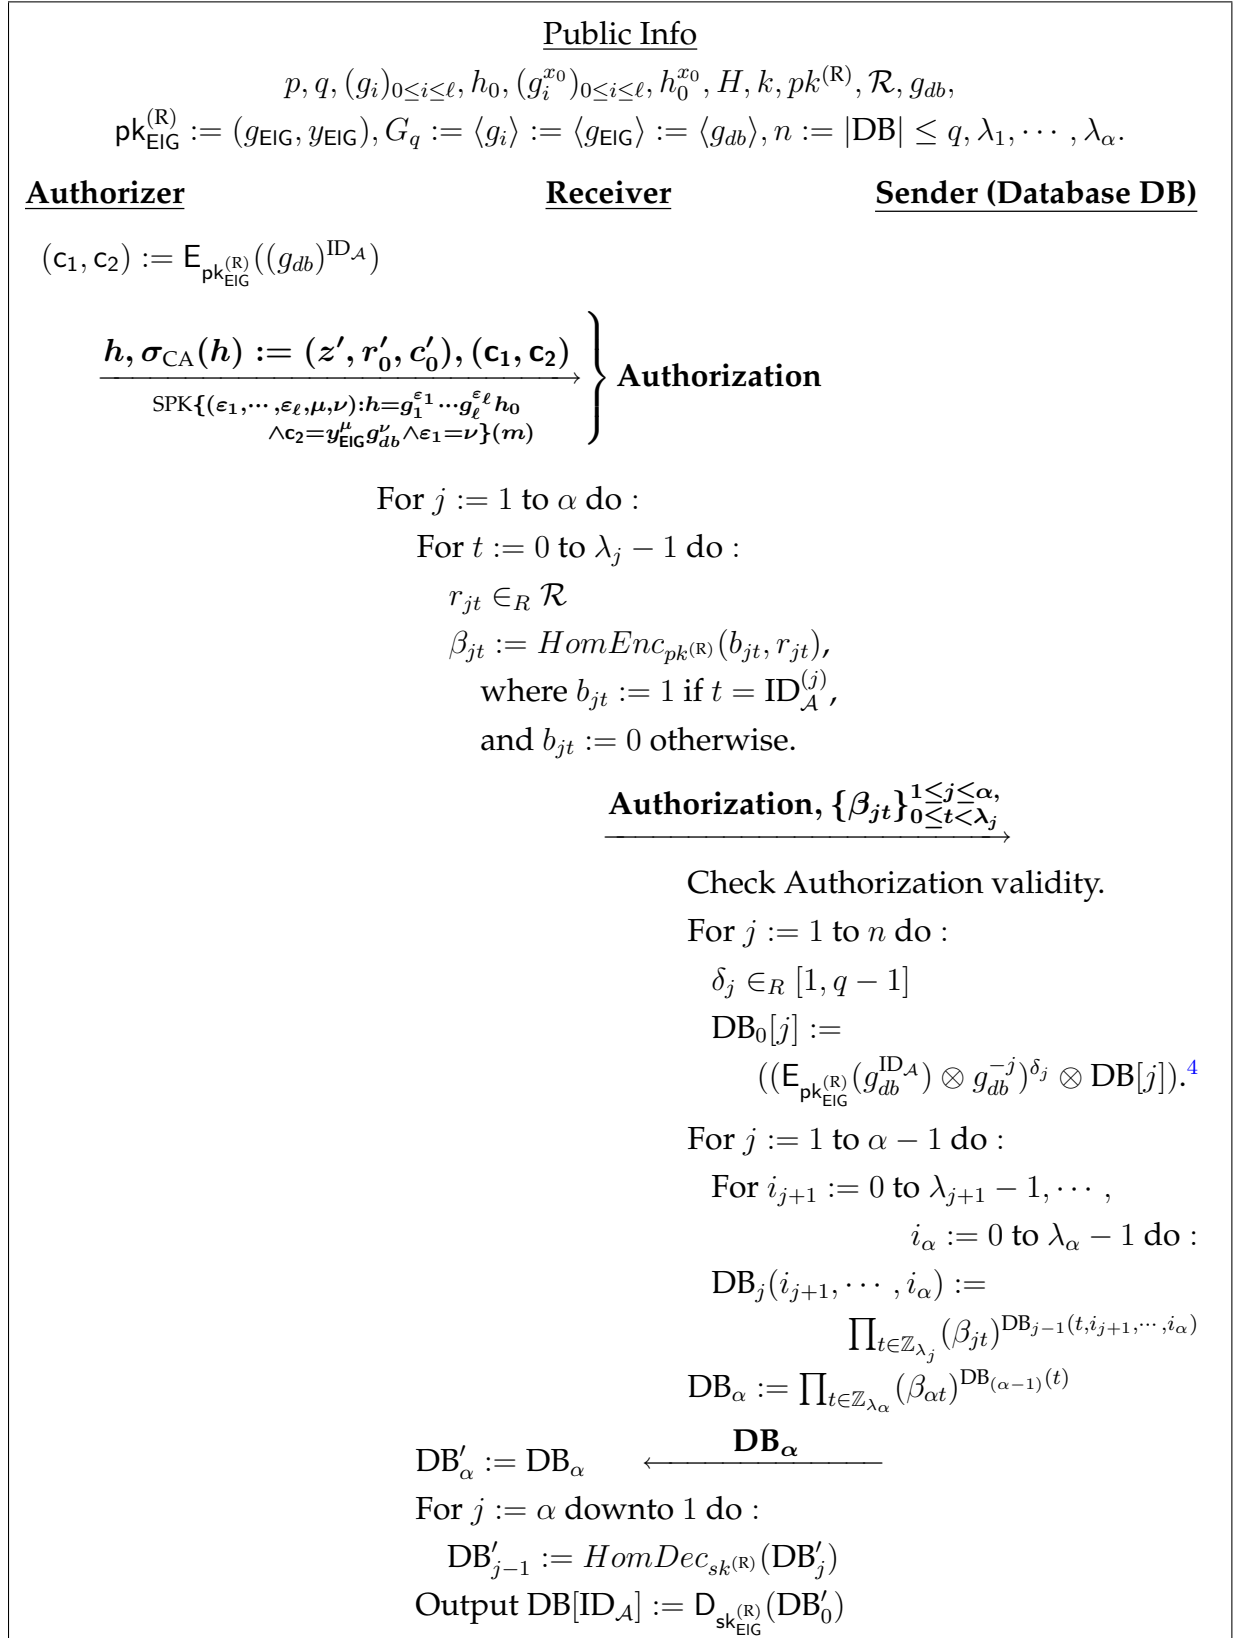 Public Info
p, q, (g_i)_{0≤i≤ℓ}, h_0, (g_i^{x_0})_{0≤i≤ℓ}, h_0^{x_0}, H, k, pk^{(R)}, ℛ, g_{db},
pk_{EIG}^{(R)} := (g_{EIG}, y_{EIG}), G_q := ⟨g_i⟩ := ⟨g_{EIG}⟩ := ⟨g_{db}⟩, n := |DB| ≤ q, λ_1, ⋯ , λ_α.
Authorizer Receiver Sender (Database DB)
(c_1, c_2) := E_{pk_{EIG}^{(R)}}((g_{db})^{ID_𝒜})
h, σ_{CA}(h) := (z′, r′_0, c′_0), (c_1, c_2) } Authorization
SPK{(ε_1,⋯ ,ε_ℓ,μ,ν):h=g_1^{ε_1}⋯g_ℓ^{ε_ℓ}h_0
∧c_2=y_{EIG}^μ g_{db}^ν∧ε_1=ν}(m)
For j := 1 to α do :
For t := 0 to λ_j − 1 do :
r_{jt} ∈_R ℛ
β_{jt} := HomEnc_{pk^{(R)}}(b_{jt}, r_{jt}),
where b_{jt} := 1 if t = ID_𝒜^{(j)},
and b_{jt} := 0 otherwise.
Authorization, {β_{jt}}_{0≤t<λ_j}^{1≤j≤α,}
Check Authorization validity.
For j := 1 to n do :
δ_j ∈_R [1, q − 1]
DB_0[j] :=
((E_{pk_{EIG}^{(R)}}(g_{db}^{ID_𝒜}) ⊗ g_{db}^{−j})^{δ_j} ⊗ DB[j]).^4
For j := 1 to α − 1 do :
For i_{j+1} := 0 to λ_{j+1} − 1, ⋯ ,
i_α := 0 to λ_α − 1 do :
DB_j(i_{j+1}, ⋯ , i_α) :=
∏_{t∈ℤ_{λ_j}} (β_{jt})^{DB_{j−1}(t,i_{j+1},⋯ ,i_α)}
DB_α := ∏_{t∈ℤ_{λ_α}} (β_{αt})^{DB_{(α−1)}(t)}
DB′_α := DB_α ← DB_α
For j := α downto 1 do :
DB′_{j−1} := HomDec_{sk^{(R)}}(DB′_j)
Output DB[ID_𝒜] := D_{sk_{EIG}^{(R)}}(DB′_0)